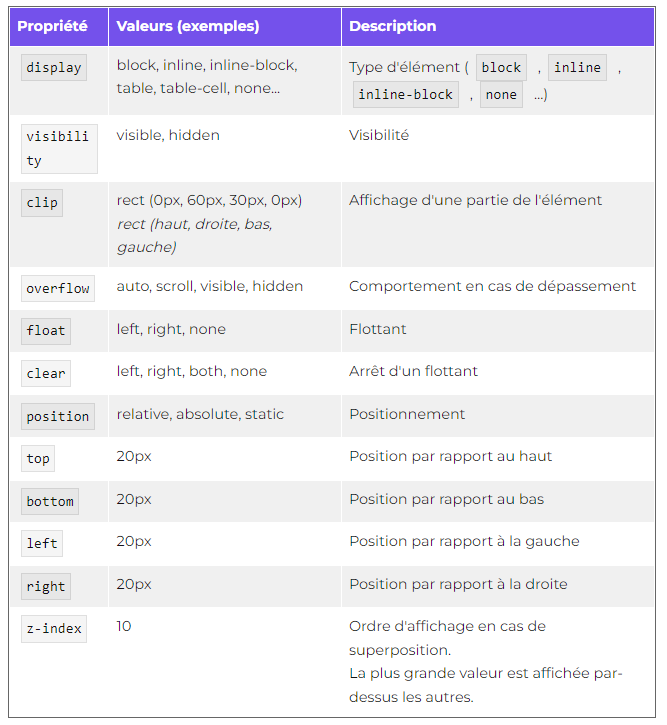 Propriété Valeurs (exemples) Description
display block, inline, inline-block, Type d'élément ( block , inline ,
table, table-cell, none... inline-block , none ...)
visibili visible, hidden Visibilité
ty
clip rect (0px, 60px, 30px, 0px) Affichage d'une partie de l'élément
rect (haut, droite, bas,
gauche)
overflow auto, scroll, visible, hidden Comportement en cas de dépassement
float left, right, none Flottant
clear left, right, both, none Arrêt d'un flottant
position relative, absolute, static Positionnement
top 20px Position par rapport au haut
bottom 20px Position par rapport au bas
left 20px Position par rapport à la gauche
right 20px Position par rapport à la droite
z-index 10 Ordre d'affichage en cas de
superposition.
La plus grande valeur est affichée par-
dessus les autres.